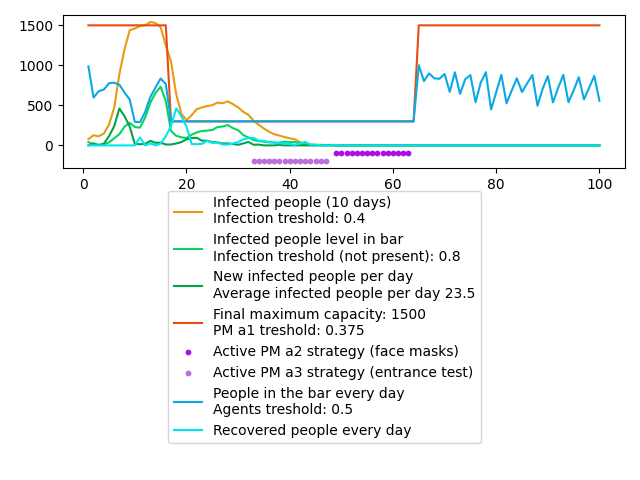 1500
1000
500
0
0 20 40 60 80 100
Infected people (10 days)
Infection treshold: 0.4
Infected people level in bar
Infection treshold (not present): 0.8
New infected people per day
Average infected people per day 23.5
Final maximum capacity: 1500
PM a1 treshold: 0.375
Active PM a2 strategy (face masks)
Active PM a3 strategy (entrance test)
People in the bar every day
Agents treshold: 0.5
Recovered people every day